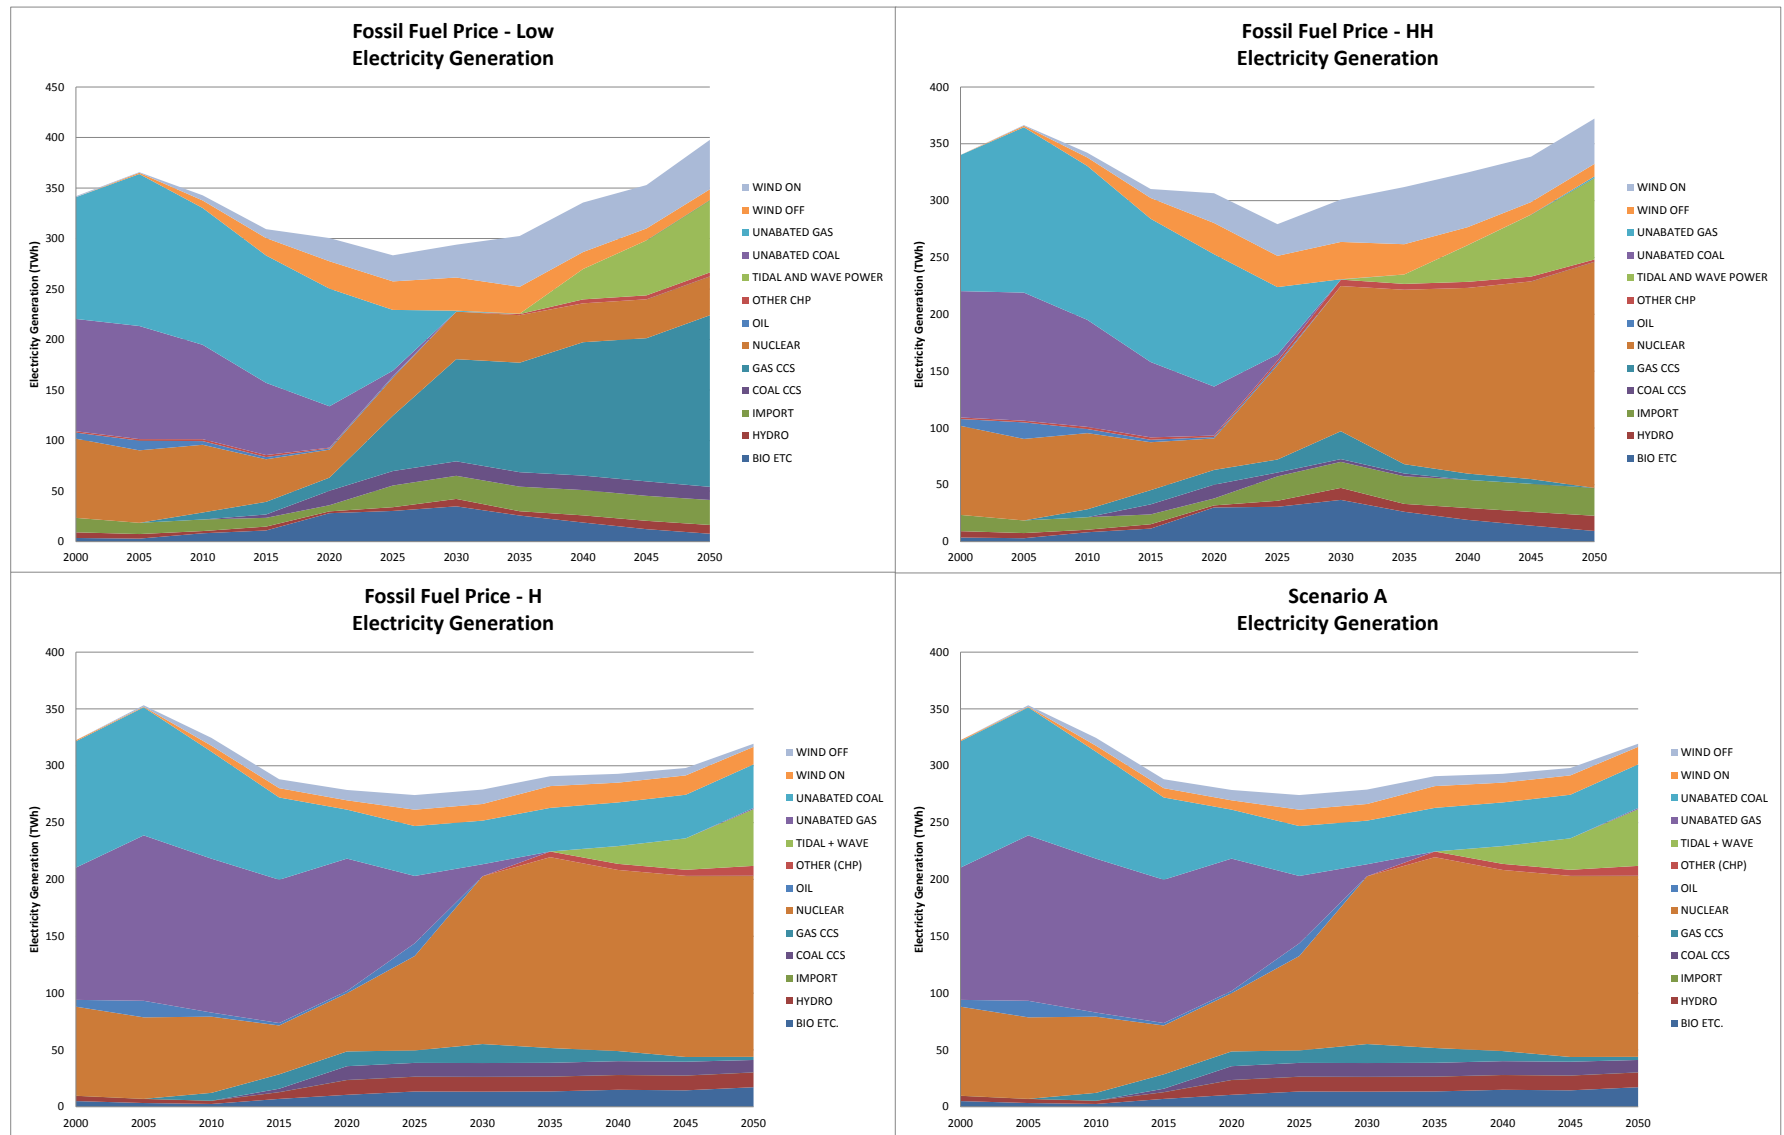 Fossil Fuel Price - Low
Electricity Generation
Electricity Generation (TWh)
450
400
350
300
250
200
150
100
50
0
2000 2005 2010 2015 2020 2025 2030 2035 2040 2045 2050
WIND ON
WIND OFF
UNABATED GAS
UNABATED COAL
TIDAL AND WAVE POWER
OTHER CHP
OIL
NUCLEAR
GAS CCS
COAL CCS
IMPORT
HYDRO
BIO ETC
Fossil Fuel Price - HH
Electricity Generation
Electricity Generation (TWh)
400
350
300
250
200
150
100
50
0
2000 2005 2010 2015 2020 2025 2030 2035 2040 2045 2050
WIND ON
WIND OFF
UNABATED GAS
UNABATED COAL
TIDAL AND WAVE POWER
OTHER CHP
OIL
NUCLEAR
GAS CCS
COAL CCS
IMPORT
HYDRO
BIO ETC
Fossil Fuel Price - H
Electricity Generation
Electricity Generation (TWh)
400
350
300
250
200
150
100
50
0
2000 2005 2010 2015 2020 2025 2030 2035 2040 2045 2050
WIND OFF
WIND ON
UNABATED COAL
UNABATED GAS
TIDAL + WAVE
OTHER (CHP)
OIL
NUCLEAR
GAS CCS
COAL CCS
IMPORT
HYDRO
BIO ETC.
Scenario A
Electricity Generation
Electricity Generation (TWh)
400
350
300
250
200
150
100
50
0
2000 2005 2010 2015 2020 2025 2030 2035 2040 2045 2050
WIND OFF
WIND ON
UNABATED COAL
UNABATED GAS
TIDAL + WAVE
OTHER (CHP)
OIL
NUCLEAR
GAS CCS
COAL CCS
IMPORT
HYDRO
BIO ETC.